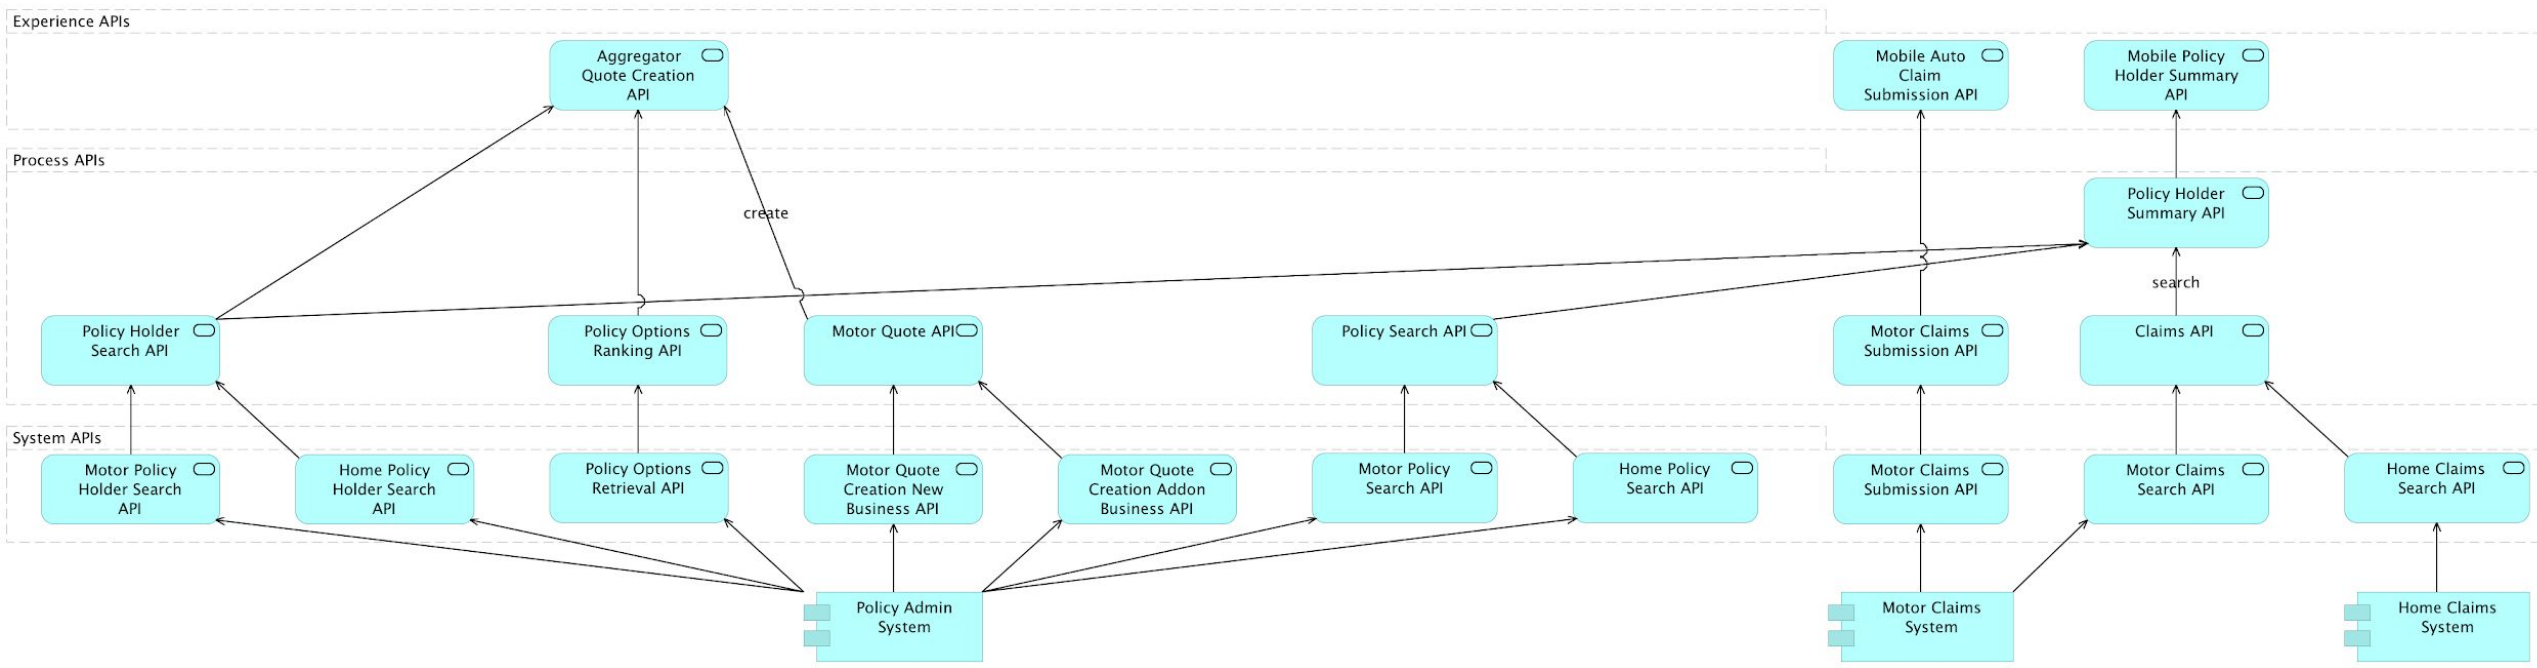 Experience APIs
Aggregator
Quote Creation
API
Mobile Auto
Claim
Submission API
Mobile Policy
Holder Summary
API
Process APIs
Policy Holder
Summary API
create
search
Policy Holder
Search API
Policy Options
Ranking API
Motor Quote API
Policy Search API
Motor Claims
Submission API
Claims API
System APIs
Motor Policy
Holder Search
API
Home Policy
Holder Search
API
Policy Options
Retrieval API
Motor Quote
Creation New
Business API
Motor Quote
Creation Addon
Business API
Motor Policy
Search API
Home Policy
Search API
Motor Claims
Submission API
Motor Claims
Search API
Home Claims
Search API
Policy Admin
System
Motor Claims
System
Home Claims
System